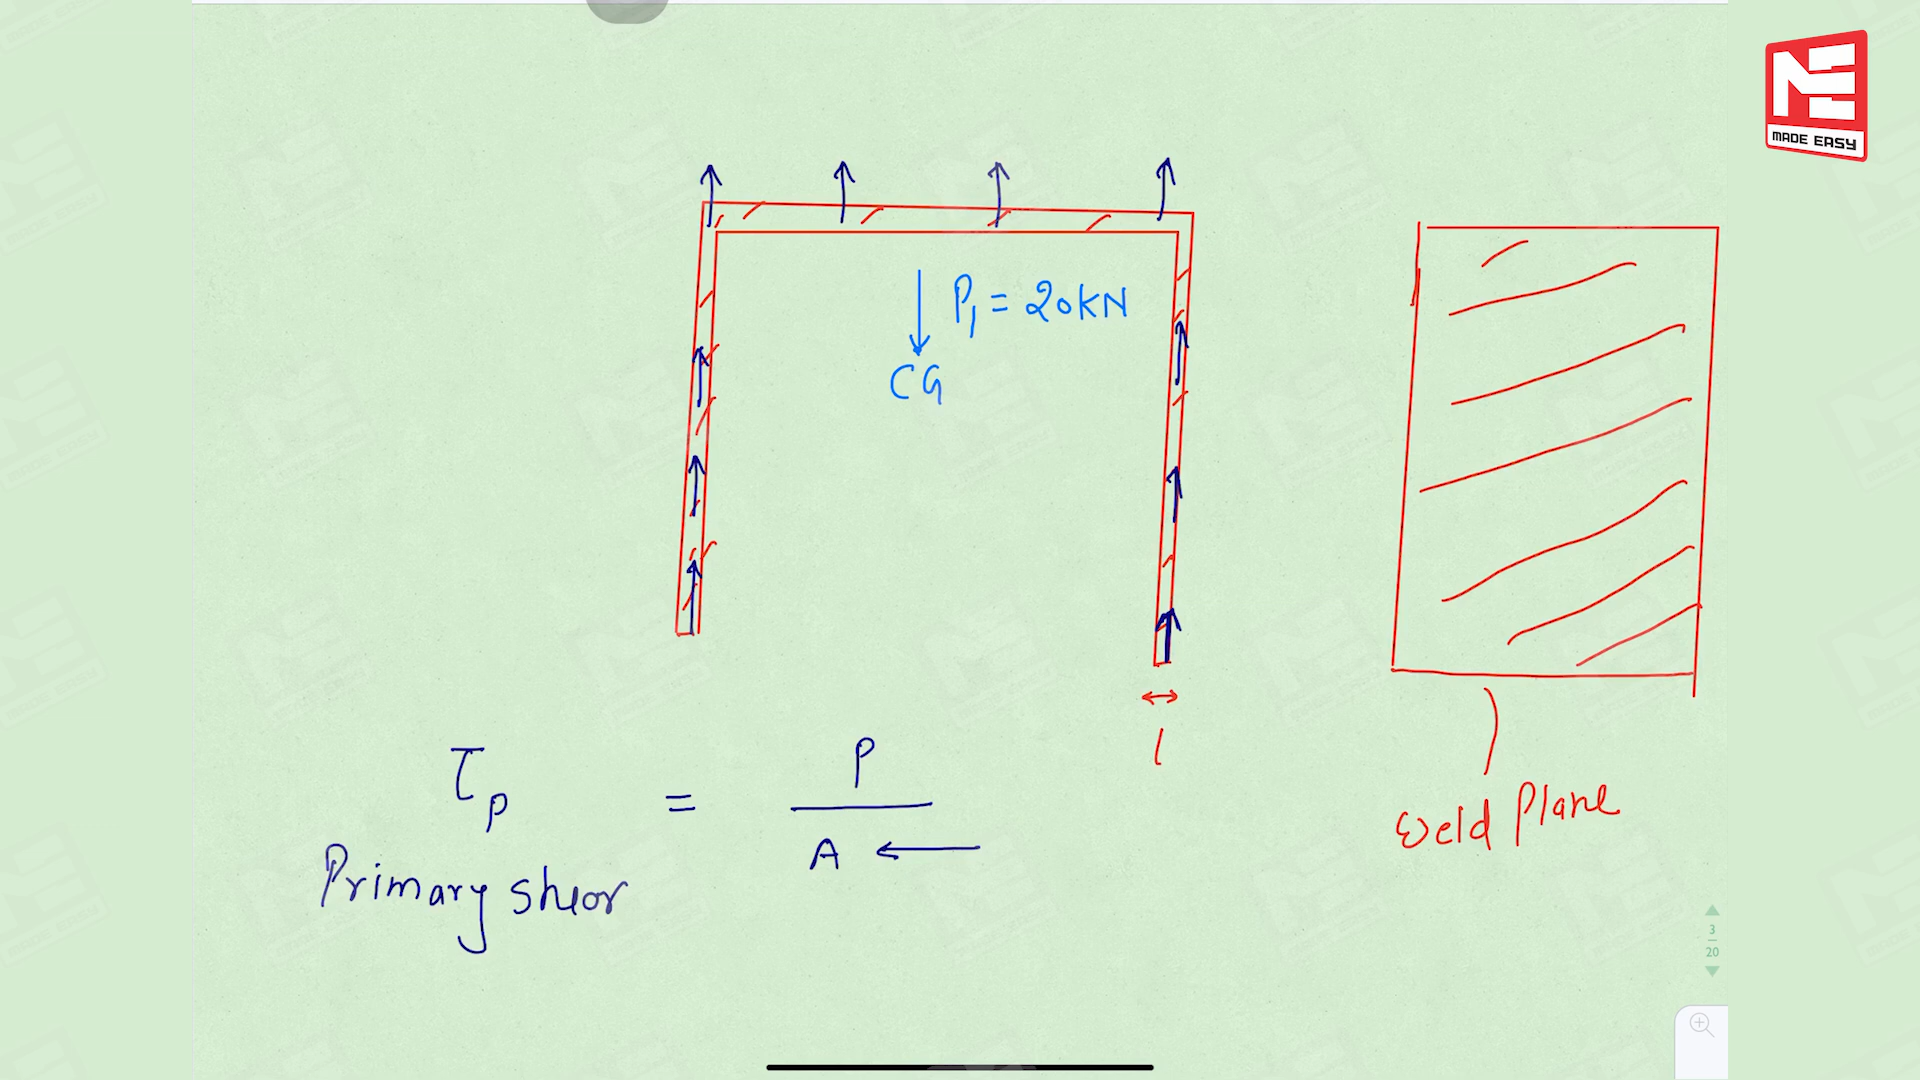 MADE EASY
P₁ = 20KN
CG
τp = P / A
Primary shear
Weld Plane
3
20